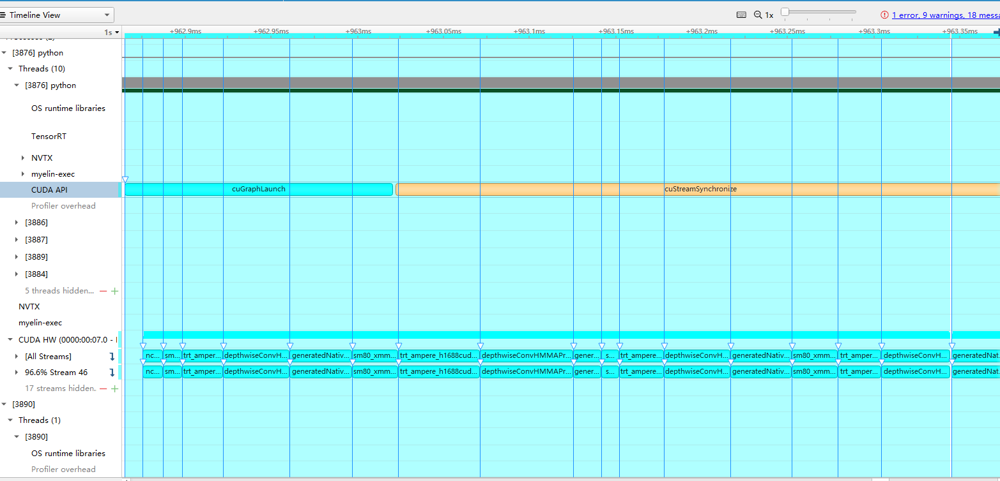 Timeline View
1x
1 error, 9 warnings, 18 messa
1s
+962.9ms +962.95ms +963ms +963.05ms +963.1ms +963.15ms +963.2ms +963.25ms +963.3ms +963.35ms
[3876] python
Threads (10)
[3876] python
OS runtime libraries
TensorRT
NVTX
myelin-exec
CUDA API
cuGraphLaunch
cuStreamSynchronize
Profiler overhead
[3886]
[3887]
[3889]
[3884]
5 threads hidden...
NVTX
myelin-exec
CUDA HW (0000:00:07.0 -
[All Streams]
nc... sm... trt_amper... depthwiseConvH... generatedNativ... sm80_xmm... trt_ampere_h1688cud... depthwiseConvHMMAPr... gener... s... trt_ampere... depthwiseConvH... generatedNativ... sm80_xmm... trt_amper... depthwiseConvH... generatedNat
96.6% Stream 46
nc... sm... trt_amper... depthwiseConvH... generatedNativ... sm80_xmm... trt_ampere_h1688cud... depthwiseConvHMMAPr... gener... s... trt_ampere... depthwiseConvH... generatedNativ... sm80_xmm... trt_amper... depthwiseConvH... generatedNat
17 streams hidden.
[3890]
Threads (1)
[3890]
OS runtime libraries
Profiler overhead